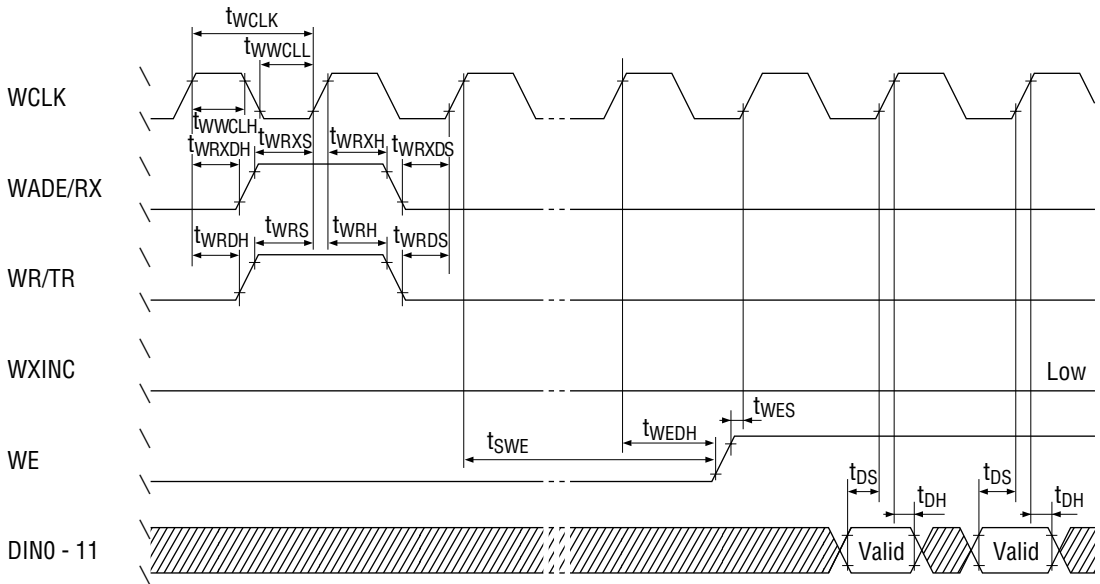 tWCLK
tWWCLL
WCLK
tWWCLH
tWRXDH tWRXS tWRXH tWRXDS
WADE/RX
tWRDH tWRS tWRH tWRDS
WR/TR
WXINC
Low
tWES
tWEDH
tSWE
WE
tDS tDH tDS tDH
DIN0 - 11
Valid Valid